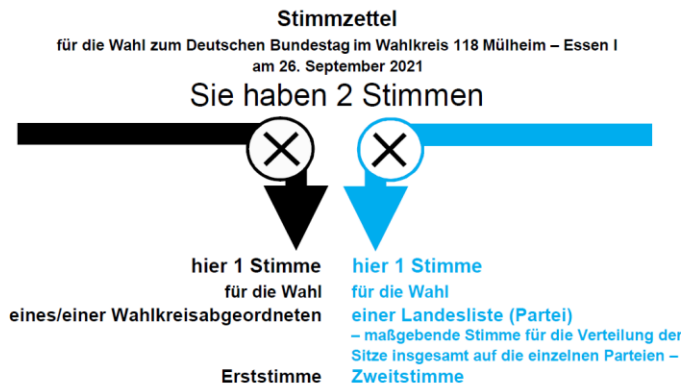 Stimmzettel
für die Wahl zum Deutschen Bundestag im Wahlkreis 118 Mülheim – Essen I
am 26. September 2021
Sie haben 2 Stimmen
hier 1 Stimme
für die Wahl
eines/einer Wahlkreisabgeordneten
Erststimme
hier 1 Stimme
für die Wahl
einer Landesliste (Partei)
– maßgebende Stimme für die Verteilung der
Sitze insgesamt auf die einzelnen Parteien –
Zweitstimme